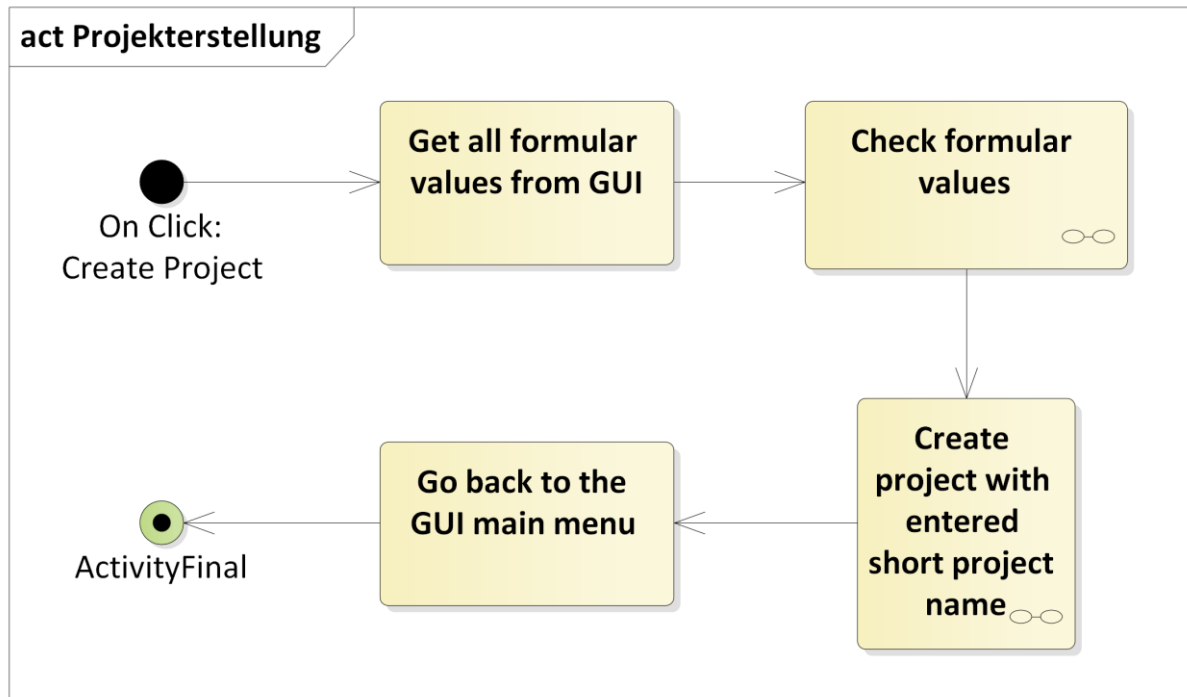 act Projekterstellung
On Click:
Create Project
Get all formular
values from GUI
Check formular
values
Create
project with
entered
short project
name
Go back to the
GUI main menu
ActivityFinal